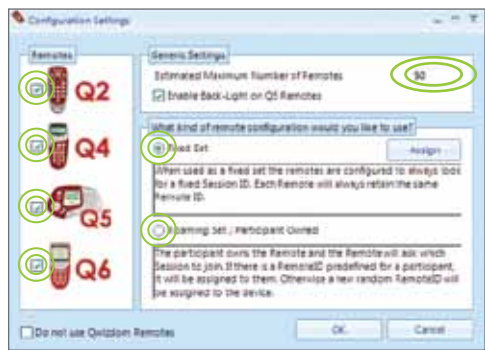 Configuration Settings
Remotes
Q2
Q4
Q5
Q6
Generic Settings
Estimated Maximum Number of Remotes 50
Enable Back-Light on Q5 Remotes
What kind of remote configuration would you like to use?
Fixed Set
Assign
When used as a fixed set the remotes are configured to always look
for a fixed Session ID. Each Remote will always retain the same
Remote ID.
Roaming Set / Participant Owned
The participant owns the Remote and the Remote will ask which
Session to join. If there is a RemoteID predefined for a participant,
it will be assigned to them. Otherwise a new random RemoteID will
be assigned to the device.
Do not use Qwizdom Remotes
OK
Cancel